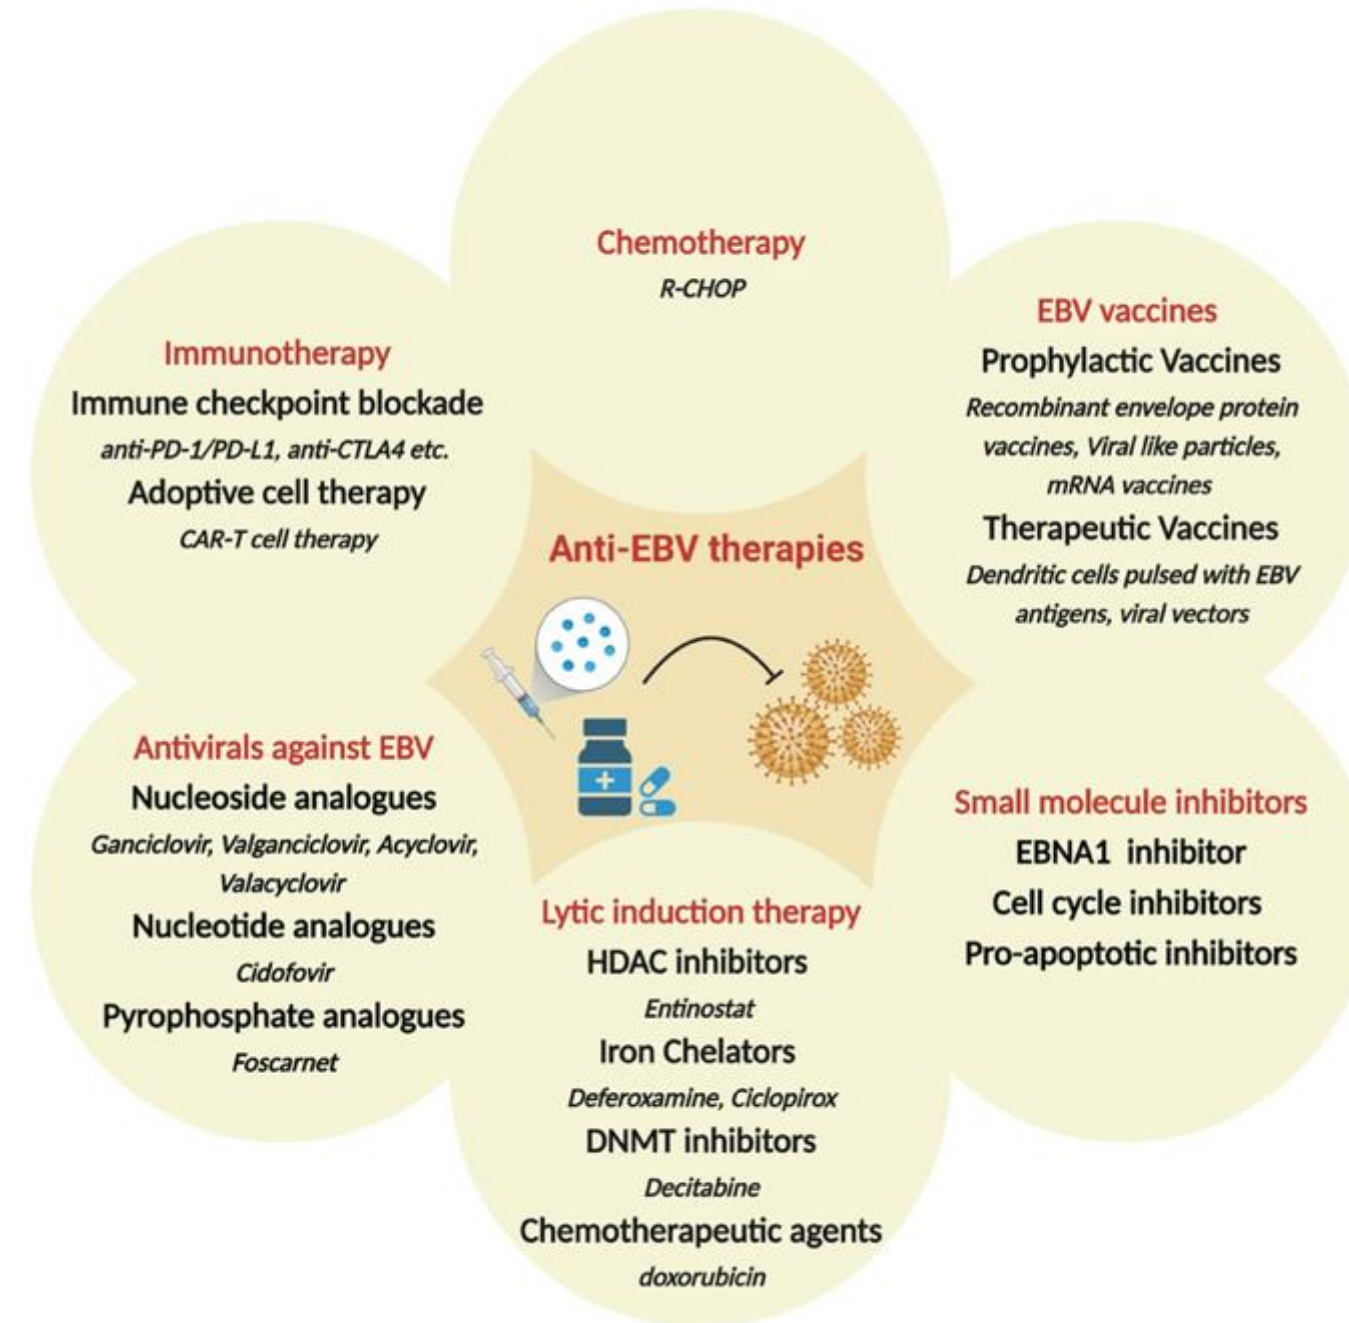 Chemotherapy
R-CHOP
Immunotherapy
Immune checkpoint blockade
anti-PD-1/PD-L1, anti-CTLA4 etc.
Adoptive cell therapy
CAR-T cell therapy
EBV vaccines
Prophylactic Vaccines
Recombinant envelope protein
vaccines, Viral like particles,
mRNA vaccines
Therapeutic Vaccines
Dendritic cells pulsed with EBV
antigens, viral vectors
Anti-EBV therapies
Antivirals against EBV
Nucleoside analogues
Ganciclovir, Valganciclovir, Acyclovir,
Valacyclovir
Nucleotide analogues
Cidofovir
Pyrophosphate analogues
Foscarnet
Lytic induction therapy
HDAC inhibitors
Entinostat
Iron Chelators
Deferoxamine, Ciclopirox
DNMT inhibitors
Decitabine
Chemotherapeutic agents
doxorubicin
Small molecule inhibitors
EBNA1 inhibitor
Cell cycle inhibitors
Pro-apoptotic inhibitors